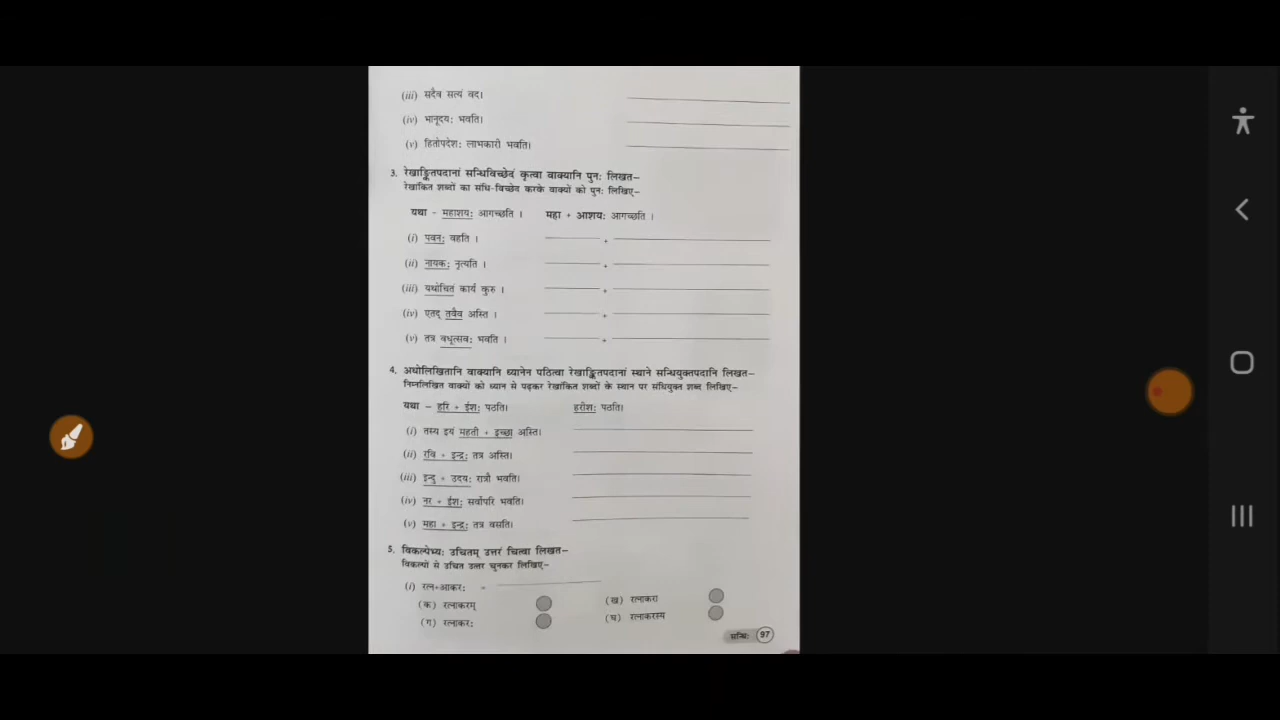 (iii) सदैव सत्यं वद।
(iv) भानूदयः भवति।
(v) हितोपदेशः लाभकारी भवति।
3. रेखाङ्कितपदानां सन्धिविच्छेदं कृत्वा वाक्यानि पुनः लिखत–
रेखांकित शब्दों का संधि-विच्छेद करके वाक्यों को पुनः लिखिए–
यथा - महाशयः आगच्छति । महा + आशयः आगच्छति ।
(i) पवनः वहति । +
(ii) नायकः नृत्यति । +
(iii) यथोचितं कार्यं कुरु । +
(iv) एतद् तवैव अस्ति । +
(v) तत्र वधूत्सवः भवति । +
4. अधोलिखितानि वाक्यानि ध्यानेन पठित्वा रेखाङ्कितपदानां स्थाने सन्धियुक्तपदानि लिखत–
निम्नलिखित वाक्यों को ध्यान से पढ़कर रेखांकित शब्दों के स्थान पर संधियुक्त शब्द लिखिए–
यथा – हरि + ईशः पठति। हरीशः पठति।
(i) तस्य इयं महती + इच्छा अस्ति।
(ii) रवि + इन्द्रः तत्र अस्ति।
(iii) इन्दु + उदयः रात्रौ भवति।
(iv) नर + ईशः सर्वोपरि भवति।
(v) महा + इन्द्रः तत्र वसति।
5. विकल्पेभ्यः उचितम् उत्तरं चित्वा लिखत–
विकल्पों से उचित उत्तर चुनकर लिखिए–
(i) रत्न+आकरः -
(क) रत्नाकरम् (ख) रत्नाकरा
(ग) रत्नाकरः (घ) रत्नाकरस्य
सन्धिः 97